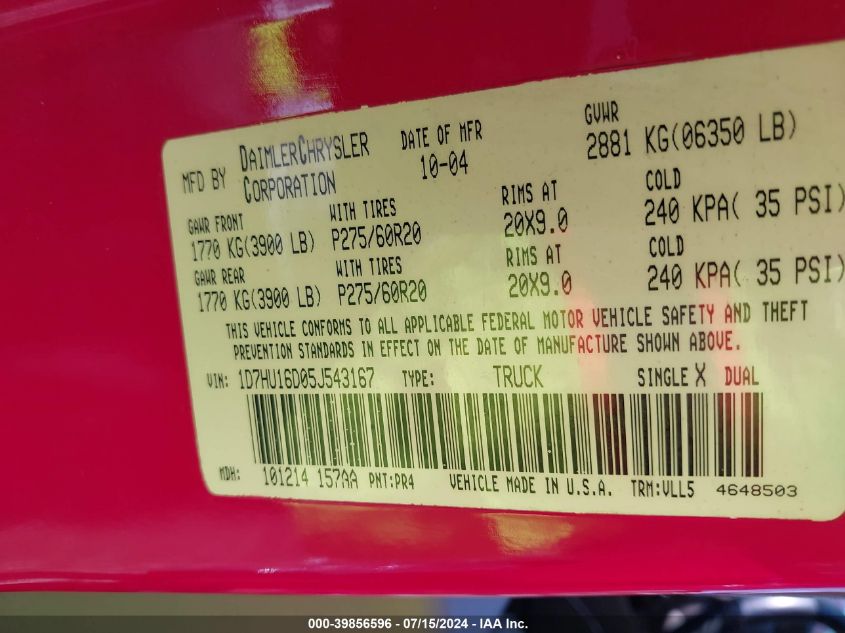 MFD BY DAIMLERCHRYSLER CORPORATION
DATE OF MFR
10-04
GVWR
2881 KG(06350 LB)
GAWR FRONT WITH TIRES RIMS AT COLD
1770 KG(3900 LB) P275/60R20 20X9.0 240 KPA( 35 PSI)
GAWR REAR WITH TIRES RIMS AT COLD
1770 KG(3900 LB) P275/60R20 20X9.0 240 KPA( 35 PSI)
THIS VEHICLE CONFORMS TO ALL APPLICABLE FEDERAL MOTOR VEHICLE SAFETY AND THEFT
PREVENTION STANDARDS IN EFFECT ON THE DATE OF MANUFACTURE SHOWN ABOVE.
VIN: 1D7HU16D05J543167 TYPE: TRUCK SINGLE X DUAL
MDH: 101214 157AA PNT:PR4 VEHICLE MADE IN U.S.A. TRM:VLL5 4648503
000-39856596 - 07/15/2024 - IAA Inc.